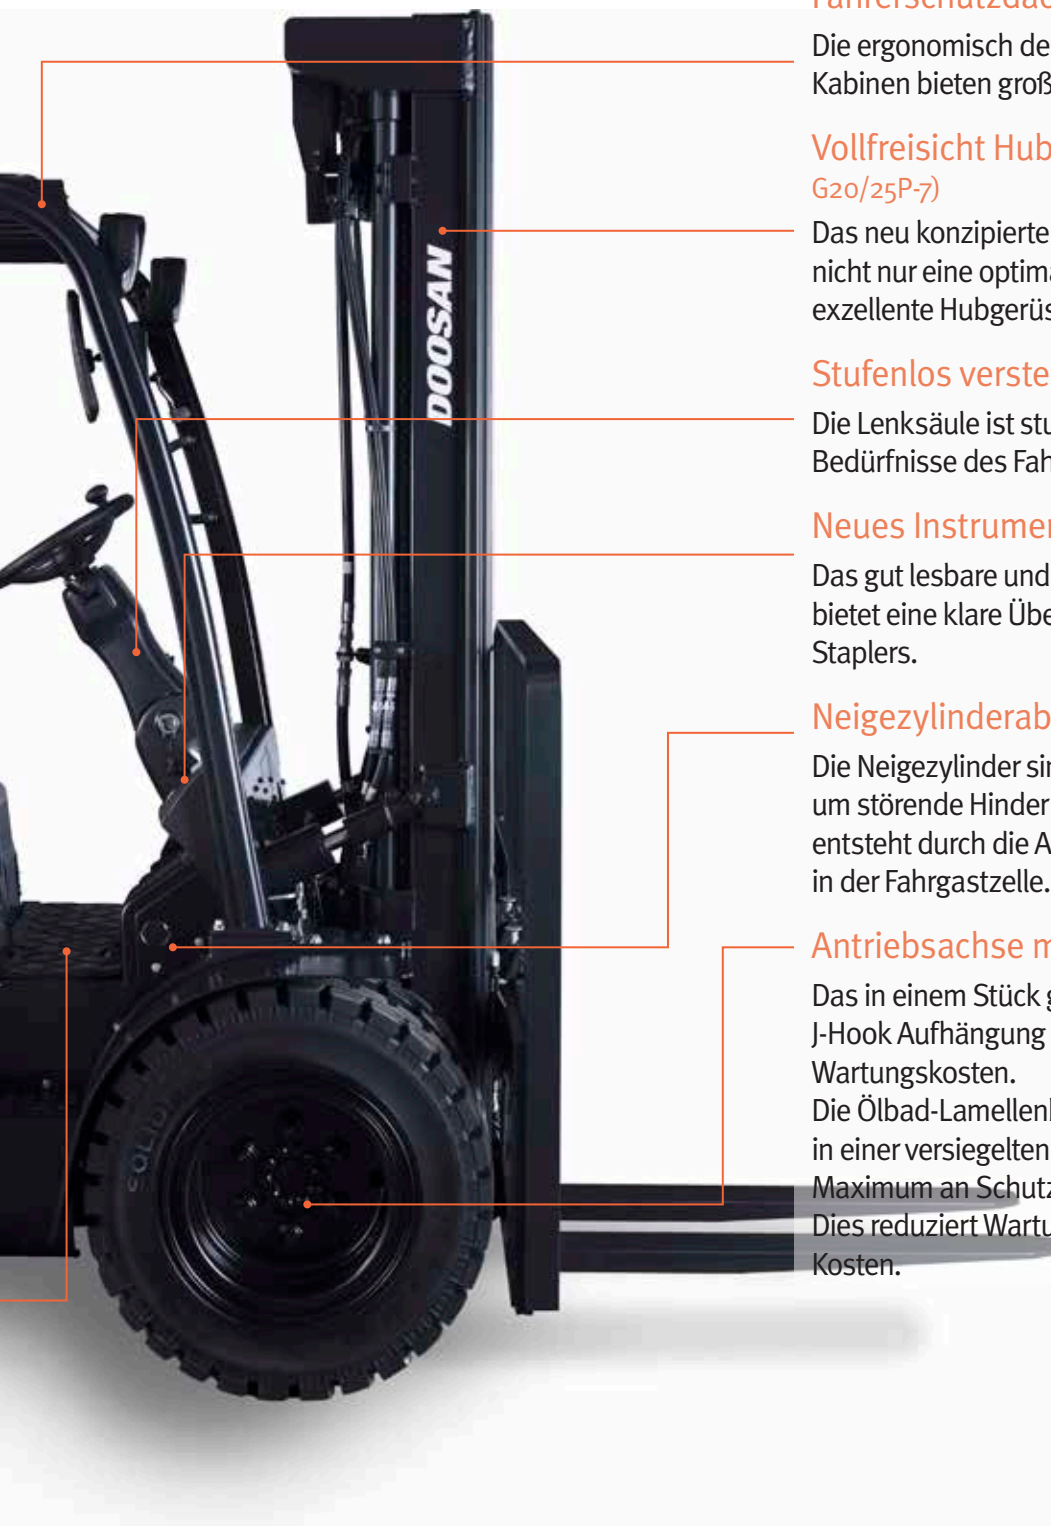 Fahrerschutzdac
Die ergonomisch de
Kabinen bieten groß
Vollfreisicht Hub
G20/25P-7)
Das neu konzipierte
nicht nur eine optima
exzellente Hubgerüs
Stufenlos verste
Die Lenksäule ist stu
Bedürfnisse des Fah
Neues Instrumen
Das gut lesbare und
bietet eine klare Übe
Staplers.
Neigezylinderab
Die Neigezylinder sin
um störende Hinder
entsteht durch die A
in der Fahrgastzelle.
Antriebsachse m
Das in einem Stück g
J-Hook Aufhängung
Wartungskosten.
Die Ölbad-Lamellenb
in einer versiegelten
Maximum an Schutz
Dies reduziert Wartu
Kosten.
DOOSAN
SOLID